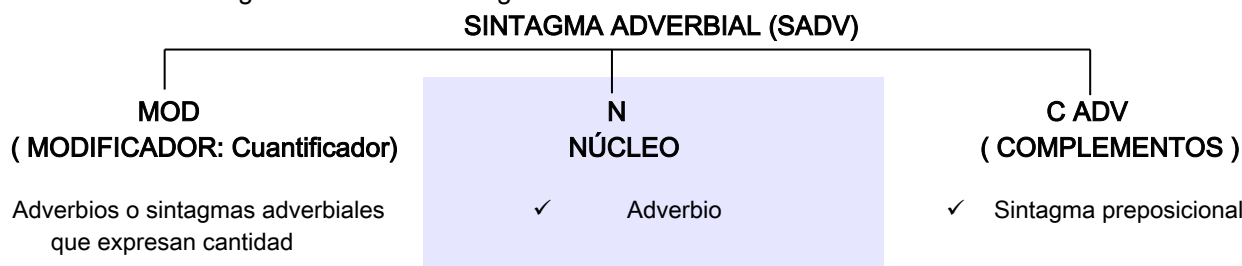 SINTAGMA ADVERBIAL (SADV)
MOD
( MODIFICADOR: Cuantificador)
N
NÚCLEO
C ADV
( COMPLEMENTOS )
Adverbios o sintagmas adverbiales
que expresan cantidad
✓ Adverbio
✓ Sintagma preposicional